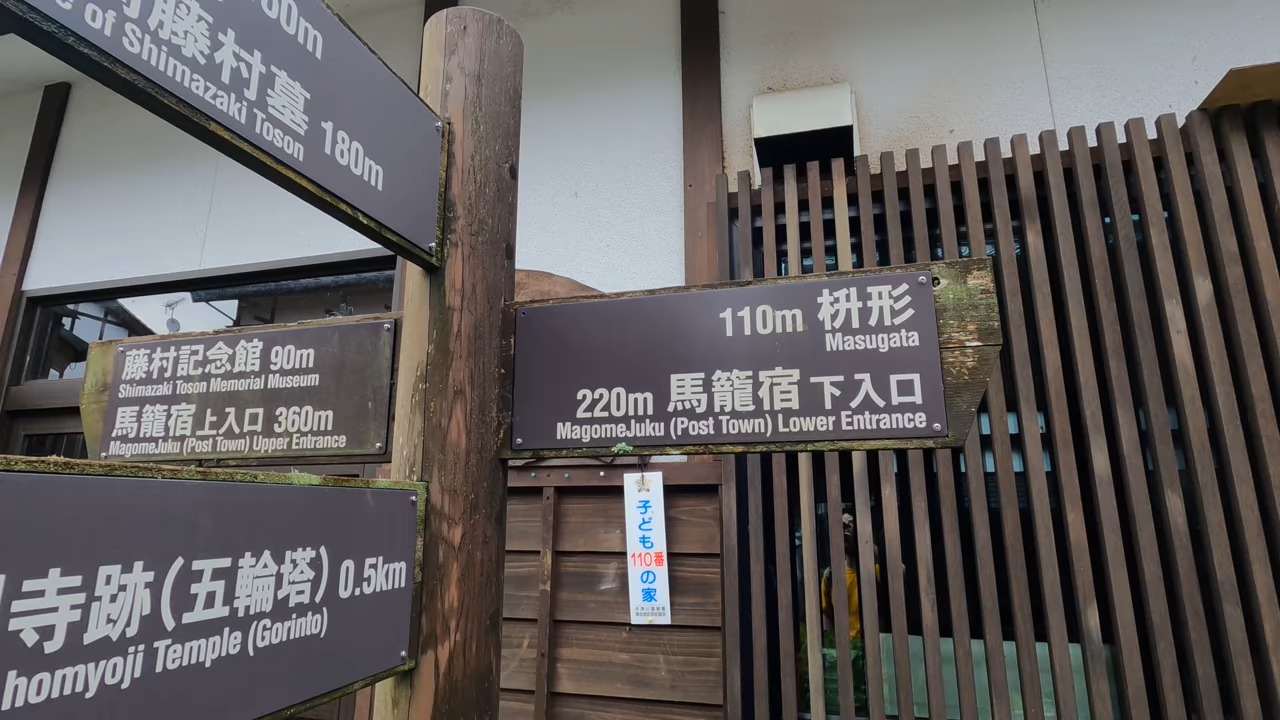 藤村墓 180m
of Shimazaki Toson
藤村記念館 90m
Shimazaki Toson Memorial Museum
馬籠宿上入口 360m
MagomeJuku (Post Town) Upper Entrance
110m 枡形
Masugata
220m 馬籠宿 下入口
MagomeJuku (Post Town) Lower Entrance
寺跡(五輪塔) 0.5km
homyoji Temple (Gorinto)
子ども
110番
の家